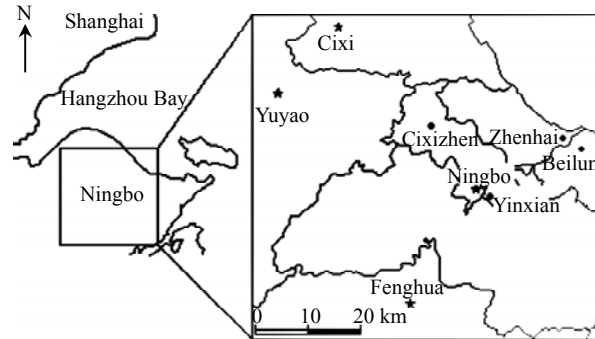 Shanghai
N
Hangzhou Bay
Ningbo
Cixi
Yuyao
Cixizhen
Zhenhai
Beilun
Ningbo
Yinxian
Fenghua
0 10 20 km